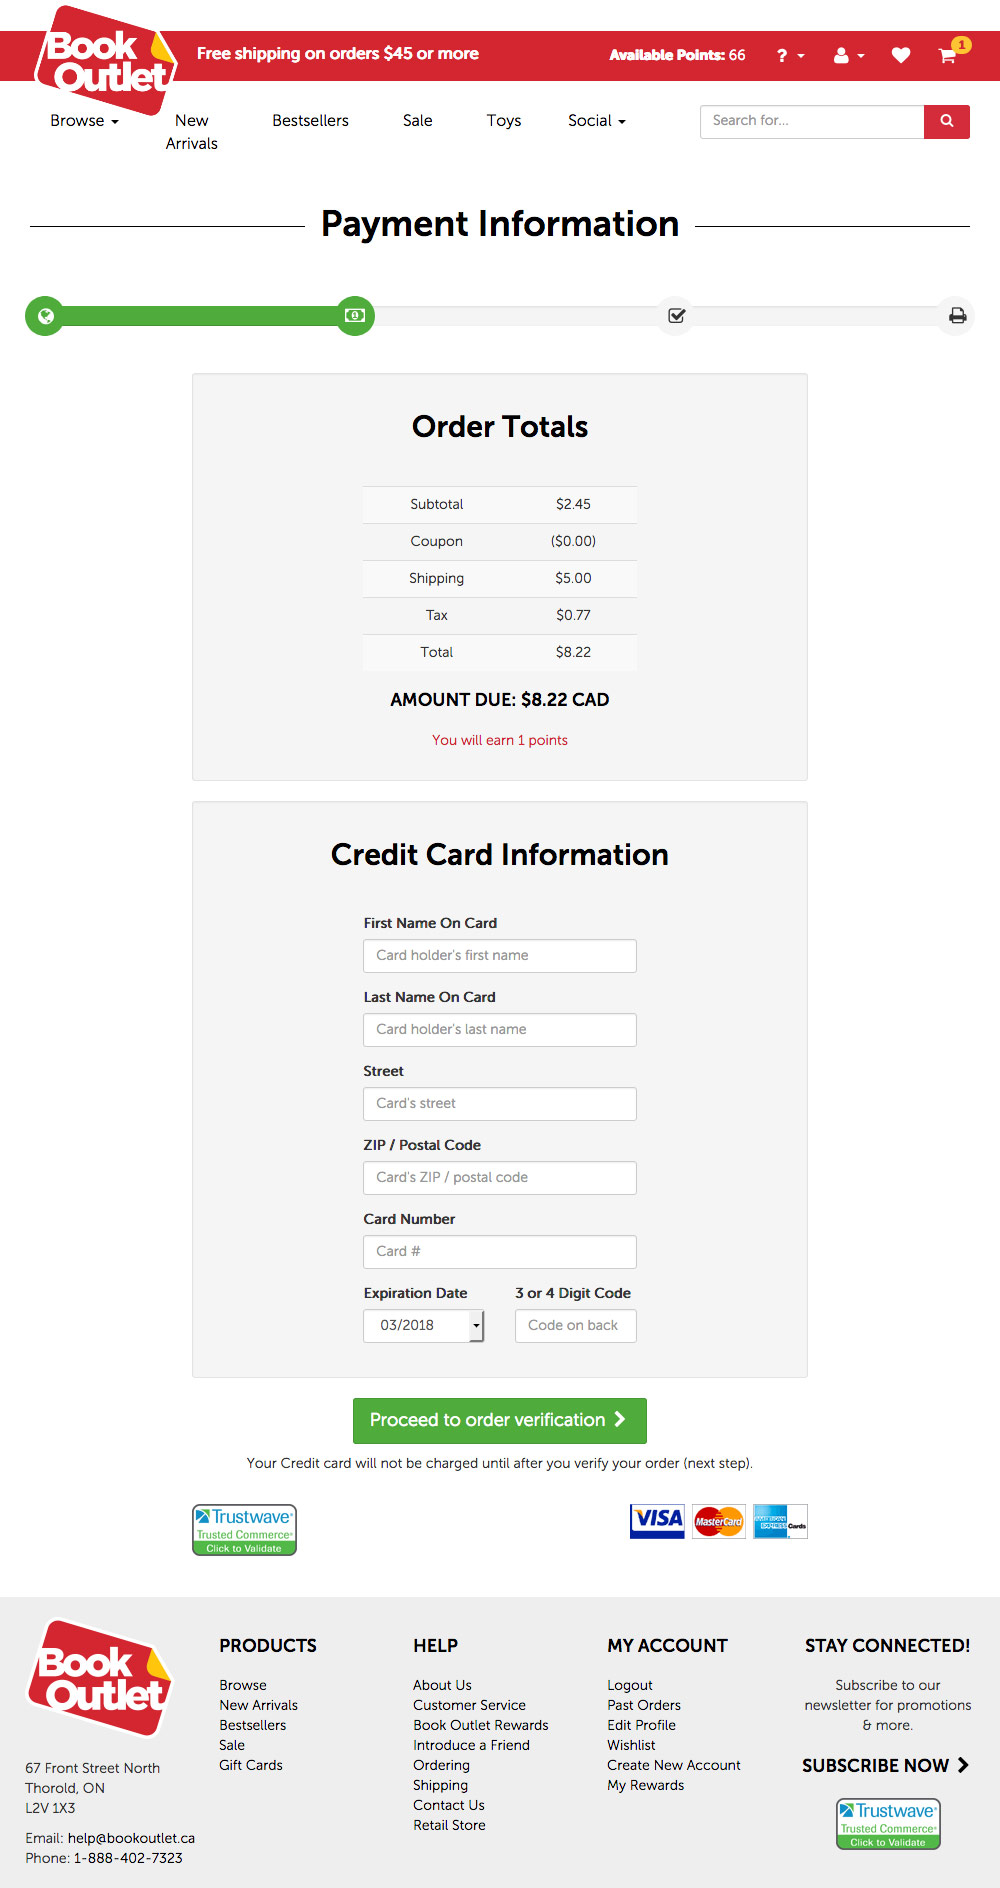 Book
Outlet
Free shipping on orders $45 or more
Available Points: 66
?
1
Browse
New
Arrivals
Bestsellers
Sale
Toys
Social
Search for...
Payment Information
Order Totals
Subtotal $2.45
Coupon ($0.00)
Shipping $5.00
Tax $0.77
Total $8.22
AMOUNT DUE: $8.22 CAD
You will earn 1 points
Credit Card Information
First Name On Card
Card holder's first name
Last Name On Card
Card holder's last name
Street
Card's street
ZIP / Postal Code
Card's ZIP / postal code
Card Number
Card #
Expiration Date
03/2018
3 or 4 Digit Code
Code on back
Proceed to order verification
Your Credit card will not be charged until after you verify your order (next step).
Trustwave®
Trusted Commerce®
Click to Validate
VISA
MasterCard
AMERICAN
EXPRESS Cards
Book
Outlet
67 Front Street North
Thorold, ON
L2V 1X3
Email: help@bookoutlet.ca
Phone: 1-888-402-7323
PRODUCTS
Browse
New Arrivals
Bestsellers
Sale
Gift Cards
HELP
About Us
Customer Service
Book Outlet Rewards
Introduce a Friend
Ordering
Shipping
Contact Us
Retail Store
MY ACCOUNT
Logout
Past Orders
Edit Profile
Wishlist
Create New Account
My Rewards
STAY CONNECTED!
Subscribe to our
newsletter for promotions
& more.
SUBSCRIBE NOW
Trustwave®
Trusted Commerce®
Click to Validate